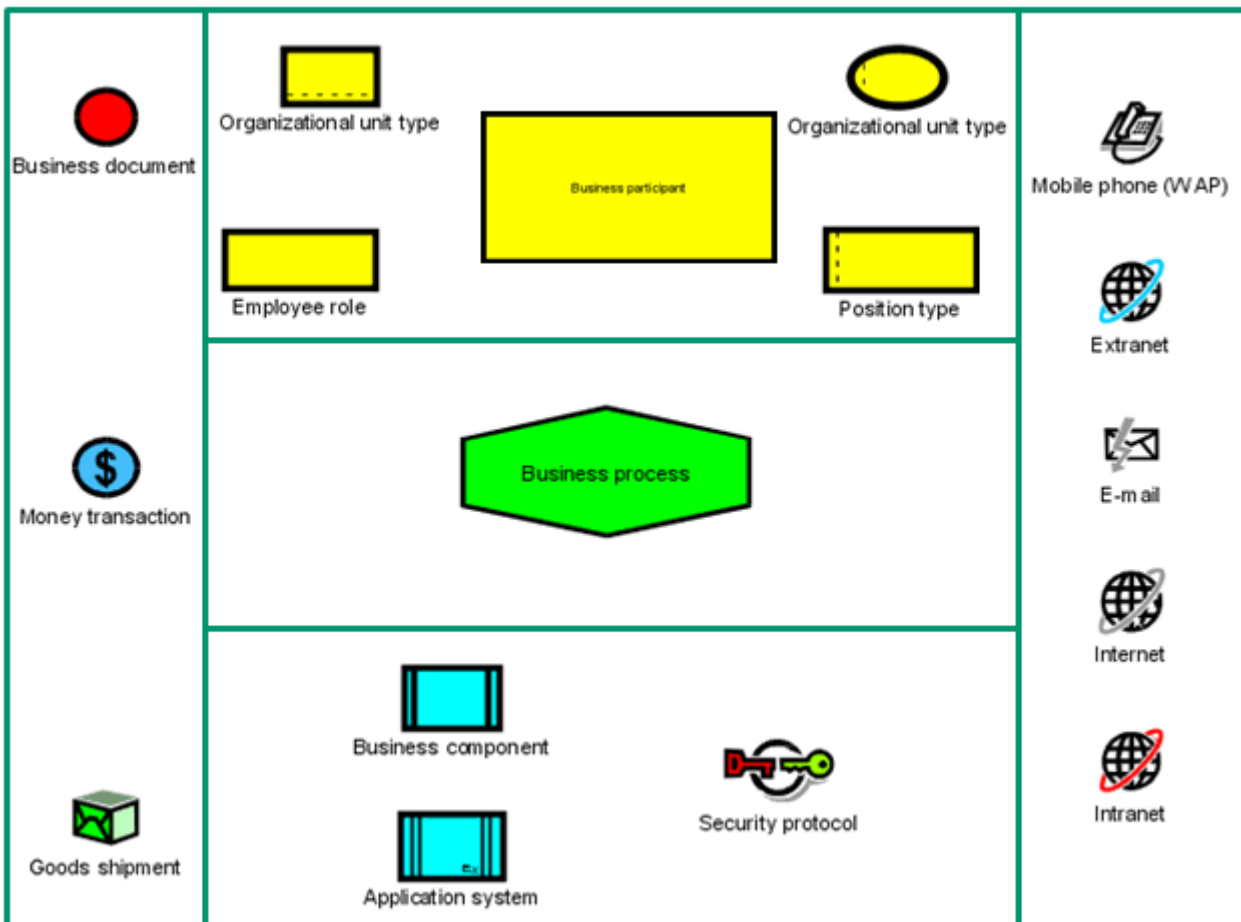 Business document
Money transaction
$
Goods shipment
Organizational unit type
Organizational unit type
Business participant
Employee role
Position type
Business process
Business component
Application system
Security protocol
Mobile phone (WAP)
Extranet
E-mail
Internet
Intranet